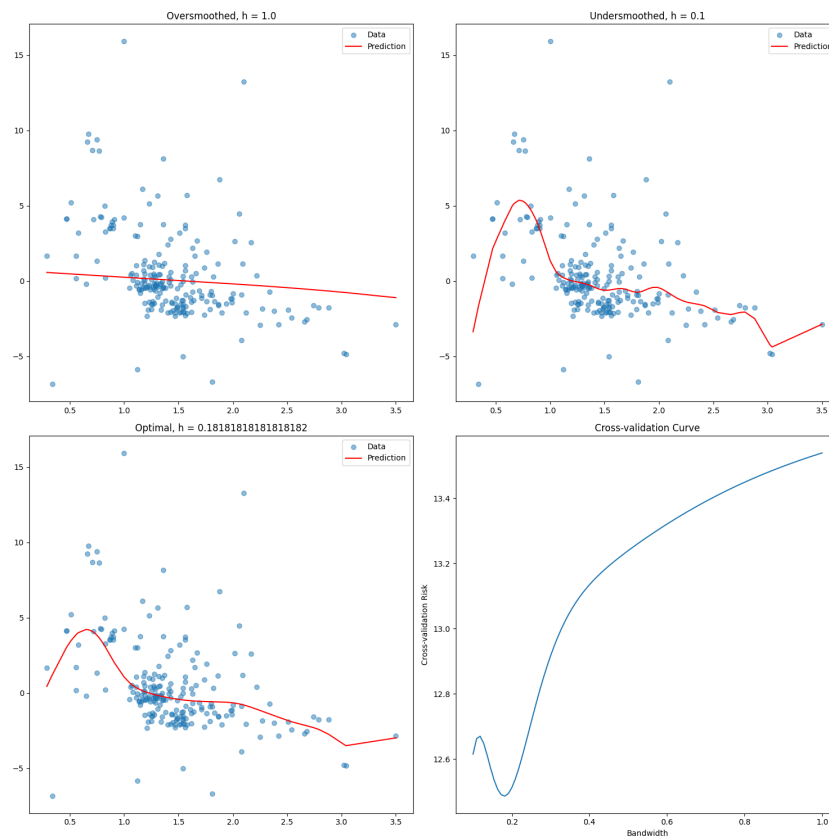 Oversmoothed, h = 1.0
Data
Prediction
15
10
5
0
−5
0.5 1.0 1.5 2.0 2.5 3.0 3.5
Undersmoothed, h = 0.1
Data
Prediction
15
10
5
0
−5
0.5 1.0 1.5 2.0 2.5 3.0 3.5
Optimal, h = 0.18181818181818182
Data
Prediction
15
10
5
0
−5
0.5 1.0 1.5 2.0 2.5 3.0 3.5
Cross-validation Curve
Cross-validation Risk
13.4
13.2
13.0
12.8
12.6
0.2 0.4 0.6 0.8 1.0
Bandwidth